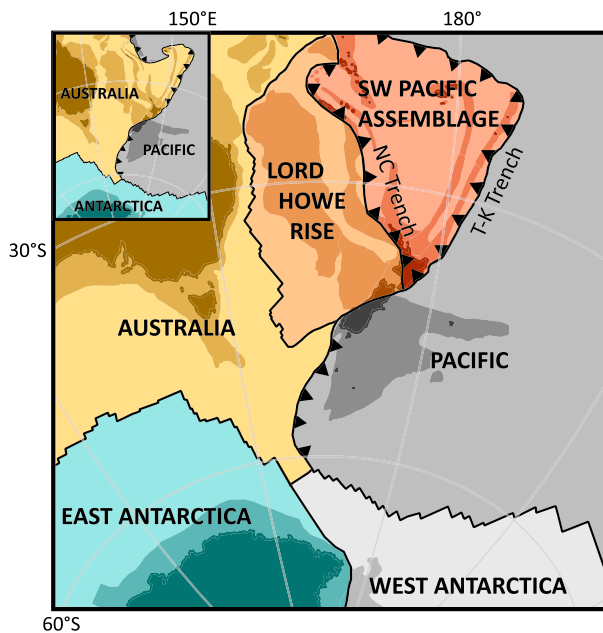 150°E
180°
AUSTRALIA
PACIFIC
ANTARCTICA
SW PACIFIC
ASSEMBLAGE
LORD
HOWE
RISE
NC Trench
T-K Trench
30°S
AUSTRALIA
PACIFIC
EAST ANTARCTICA
WEST ANTARCTICA
60°S